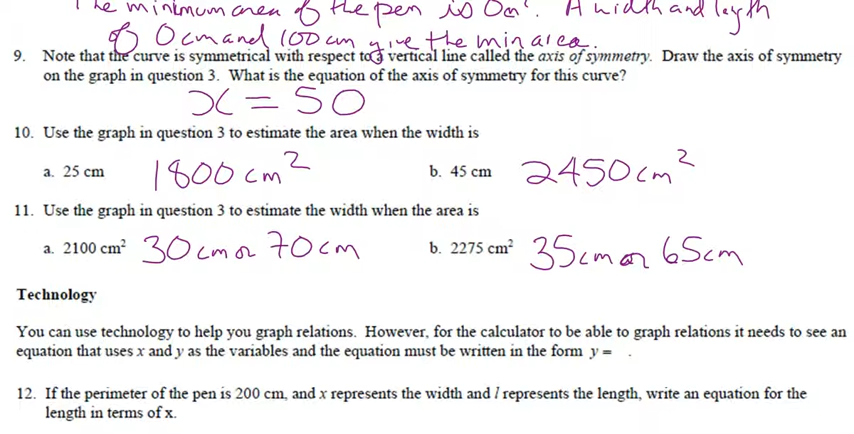 The minimum area of the pen is 0cm². A width and length
of 0cm and 100cm give the min area.
9. Note that the curve is symmetrical with respect to a vertical line called the axis of symmetry. Draw the axis of symmetry
on the graph in question 3. What is the equation of the axis of symmetry for this curve?
x = 50
10. Use the graph in question 3 to estimate the area when the width is
a. 25 cm 1800 cm² b. 45 cm 2450 cm²
11. Use the graph in question 3 to estimate the width when the area is
a. 2100 cm² 30cm or 70cm b. 2275 cm² 35cm or 65cm
Technology
You can use technology to help you graph relations. However, for the calculator to be able to graph relations it needs to see an
equation that uses x and y as the variables and the equation must be written in the form y = .
12. If the perimeter of the pen is 200 cm, and x represents the width and l represents the length, write an equation for the
length in terms of x.